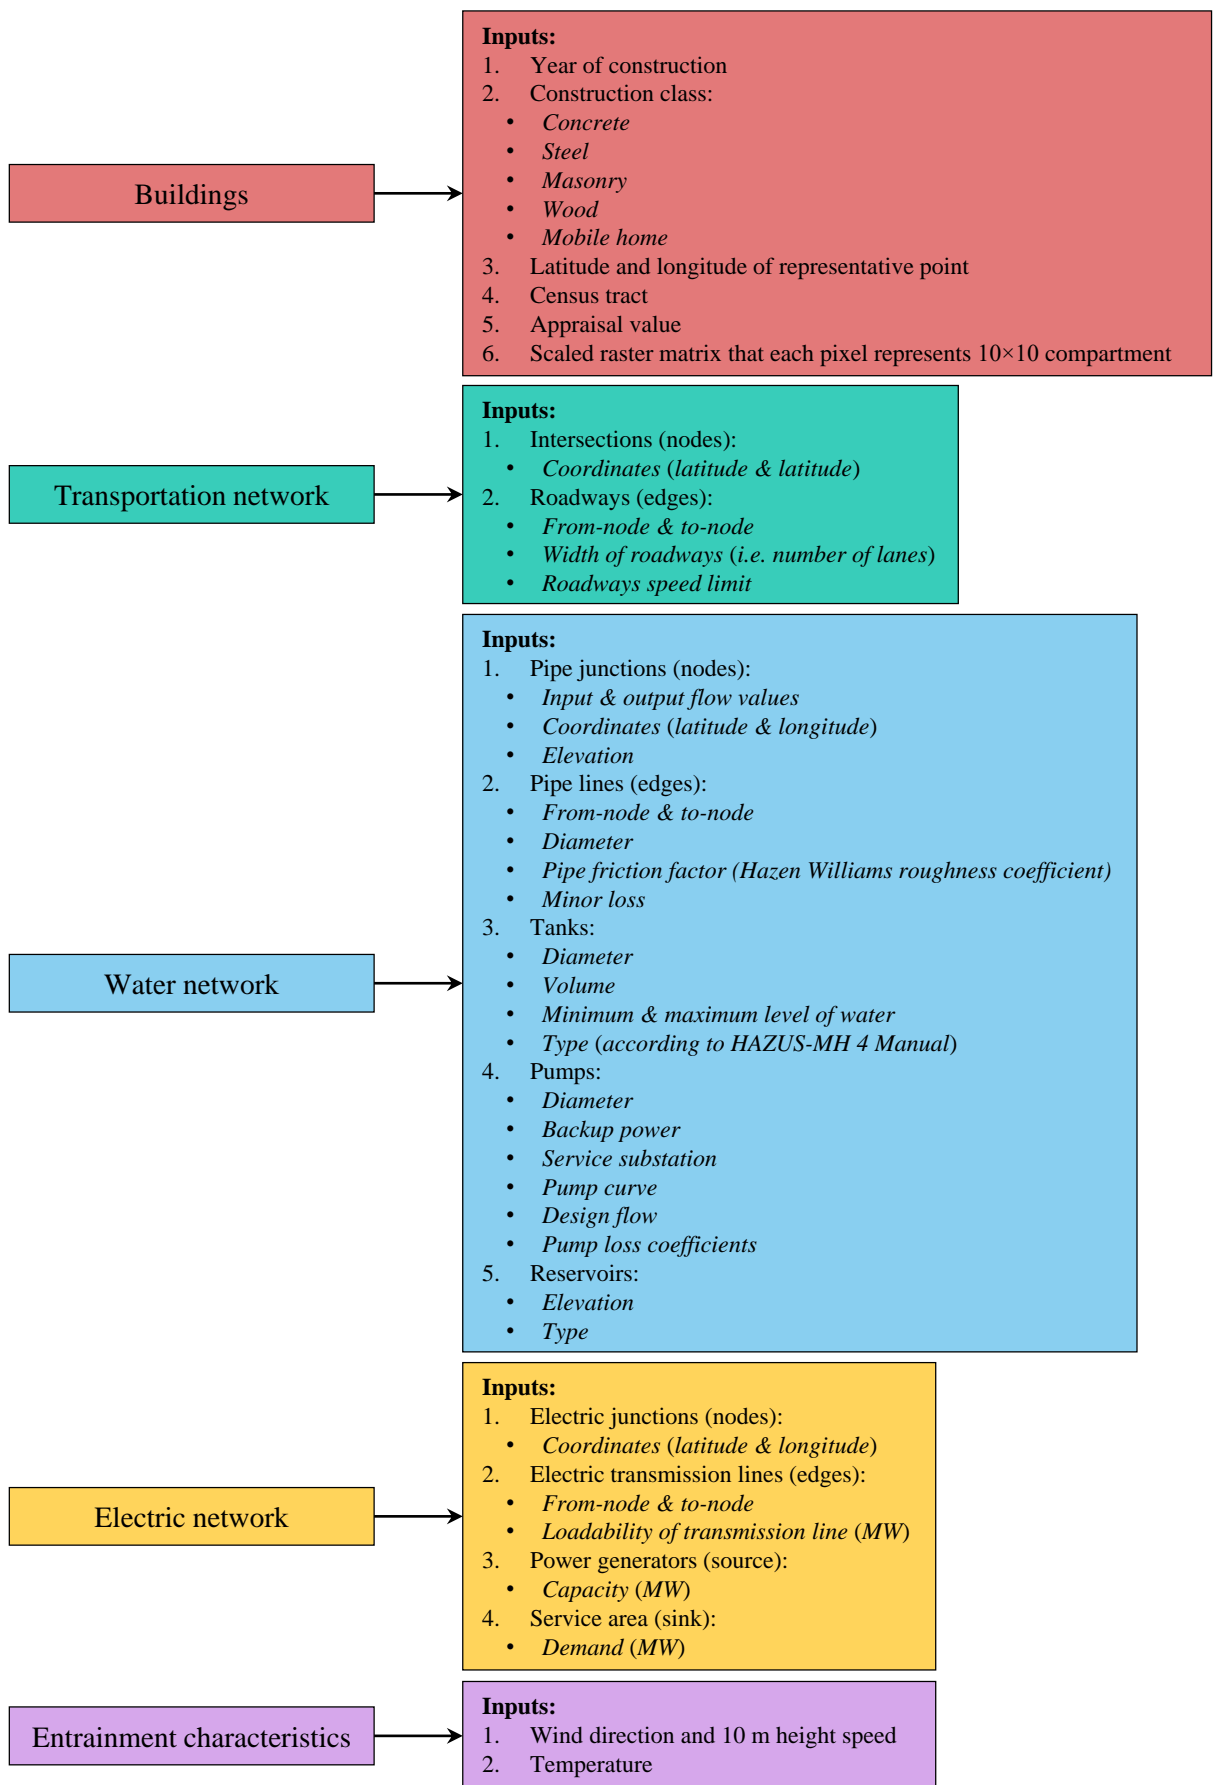 Buildings
Inputs:
1. Year of construction
2. Construction class:
• Concrete
• Steel
• Masonry
• Wood
• Mobile home
3. Latitude and longitude of representative point
4. Census tract
5. Appraisal value
6. Scaled raster matrix that each pixel represents 10×10 compartment
Transportation network
Inputs:
1. Intersections (nodes):
• Coordinates (latitude & latitude)
2. Roadways (edges):
• From-node & to-node
• Width of roadways (i.e. number of lanes)
• Roadways speed limit
Water network
Inputs:
1. Pipe junctions (nodes):
• Input & output flow values
• Coordinates (latitude & longitude)
• Elevation
2. Pipe lines (edges):
• From-node & to-node
• Diameter
• Pipe friction factor (Hazen Williams roughness coefficient)
• Minor loss
3. Tanks:
• Diameter
• Volume
• Minimum & maximum level of water
• Type (according to HAZUS-MH 4 Manual)
4. Pumps:
• Diameter
• Backup power
• Service substation
• Pump curve
• Design flow
• Pump loss coefficients
5. Reservoirs:
• Elevation
• Type
Electric network
Inputs:
1. Electric junctions (nodes):
• Coordinates (latitude & longitude)
2. Electric transmission lines (edges):
• From-node & to-node
• Loadability of transmission line (MW)
3. Power generators (source):
• Capacity (MW)
4. Service area (sink):
• Demand (MW)
Entrainment characteristics
Inputs:
1. Wind direction and 10 m height speed
2. Temperature